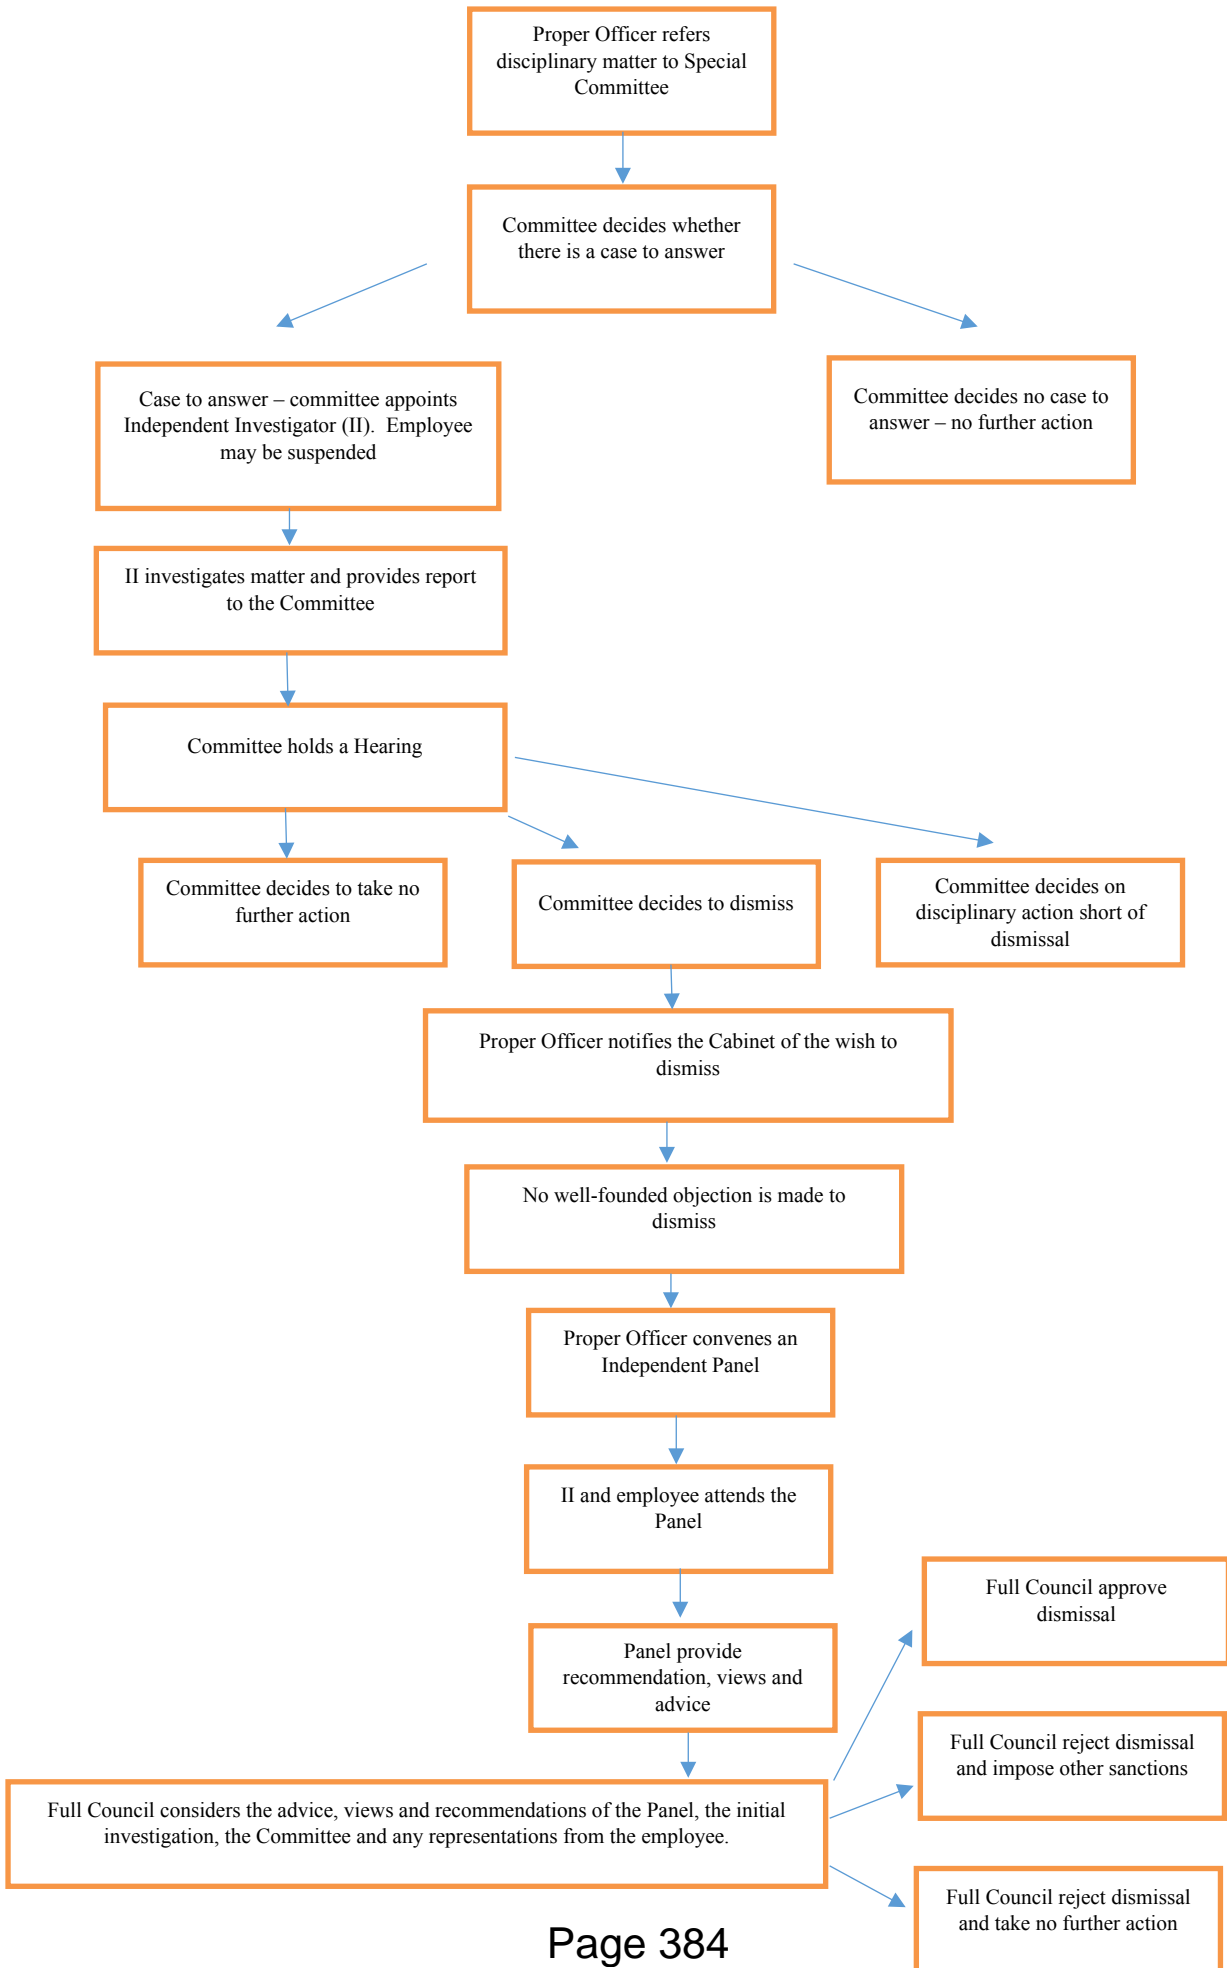 Proper Officer refers
disciplinary matter to Special
Committee
Committee decides whether
there is a case to answer
Case to answer – committee appoints
Independent Investigator (II).  Employee
may be suspended
Committee decides no case to
answer – no further action
II investigates matter and provides report
to the Committee
Committee holds a Hearing
Committee decides to take no
further action
Committee decides to dismiss
Committee decides on
disciplinary action short of
dismissal
Proper Officer notifies the Cabinet of the wish to
dismiss
No well-founded objection is made to
dismiss
Proper Officer convenes an
Independent Panel
II and employee attends the
Panel
Panel provide
recommendation, views and
advice
Full Council considers the advice, views and recommendations of the Panel, the initial
investigation, the Committee and any representations from the employee.
Full Council approve
dismissal
Full Council reject dismissal
and impose other sanctions
Full Council reject dismissal
and take no further action
Page 384